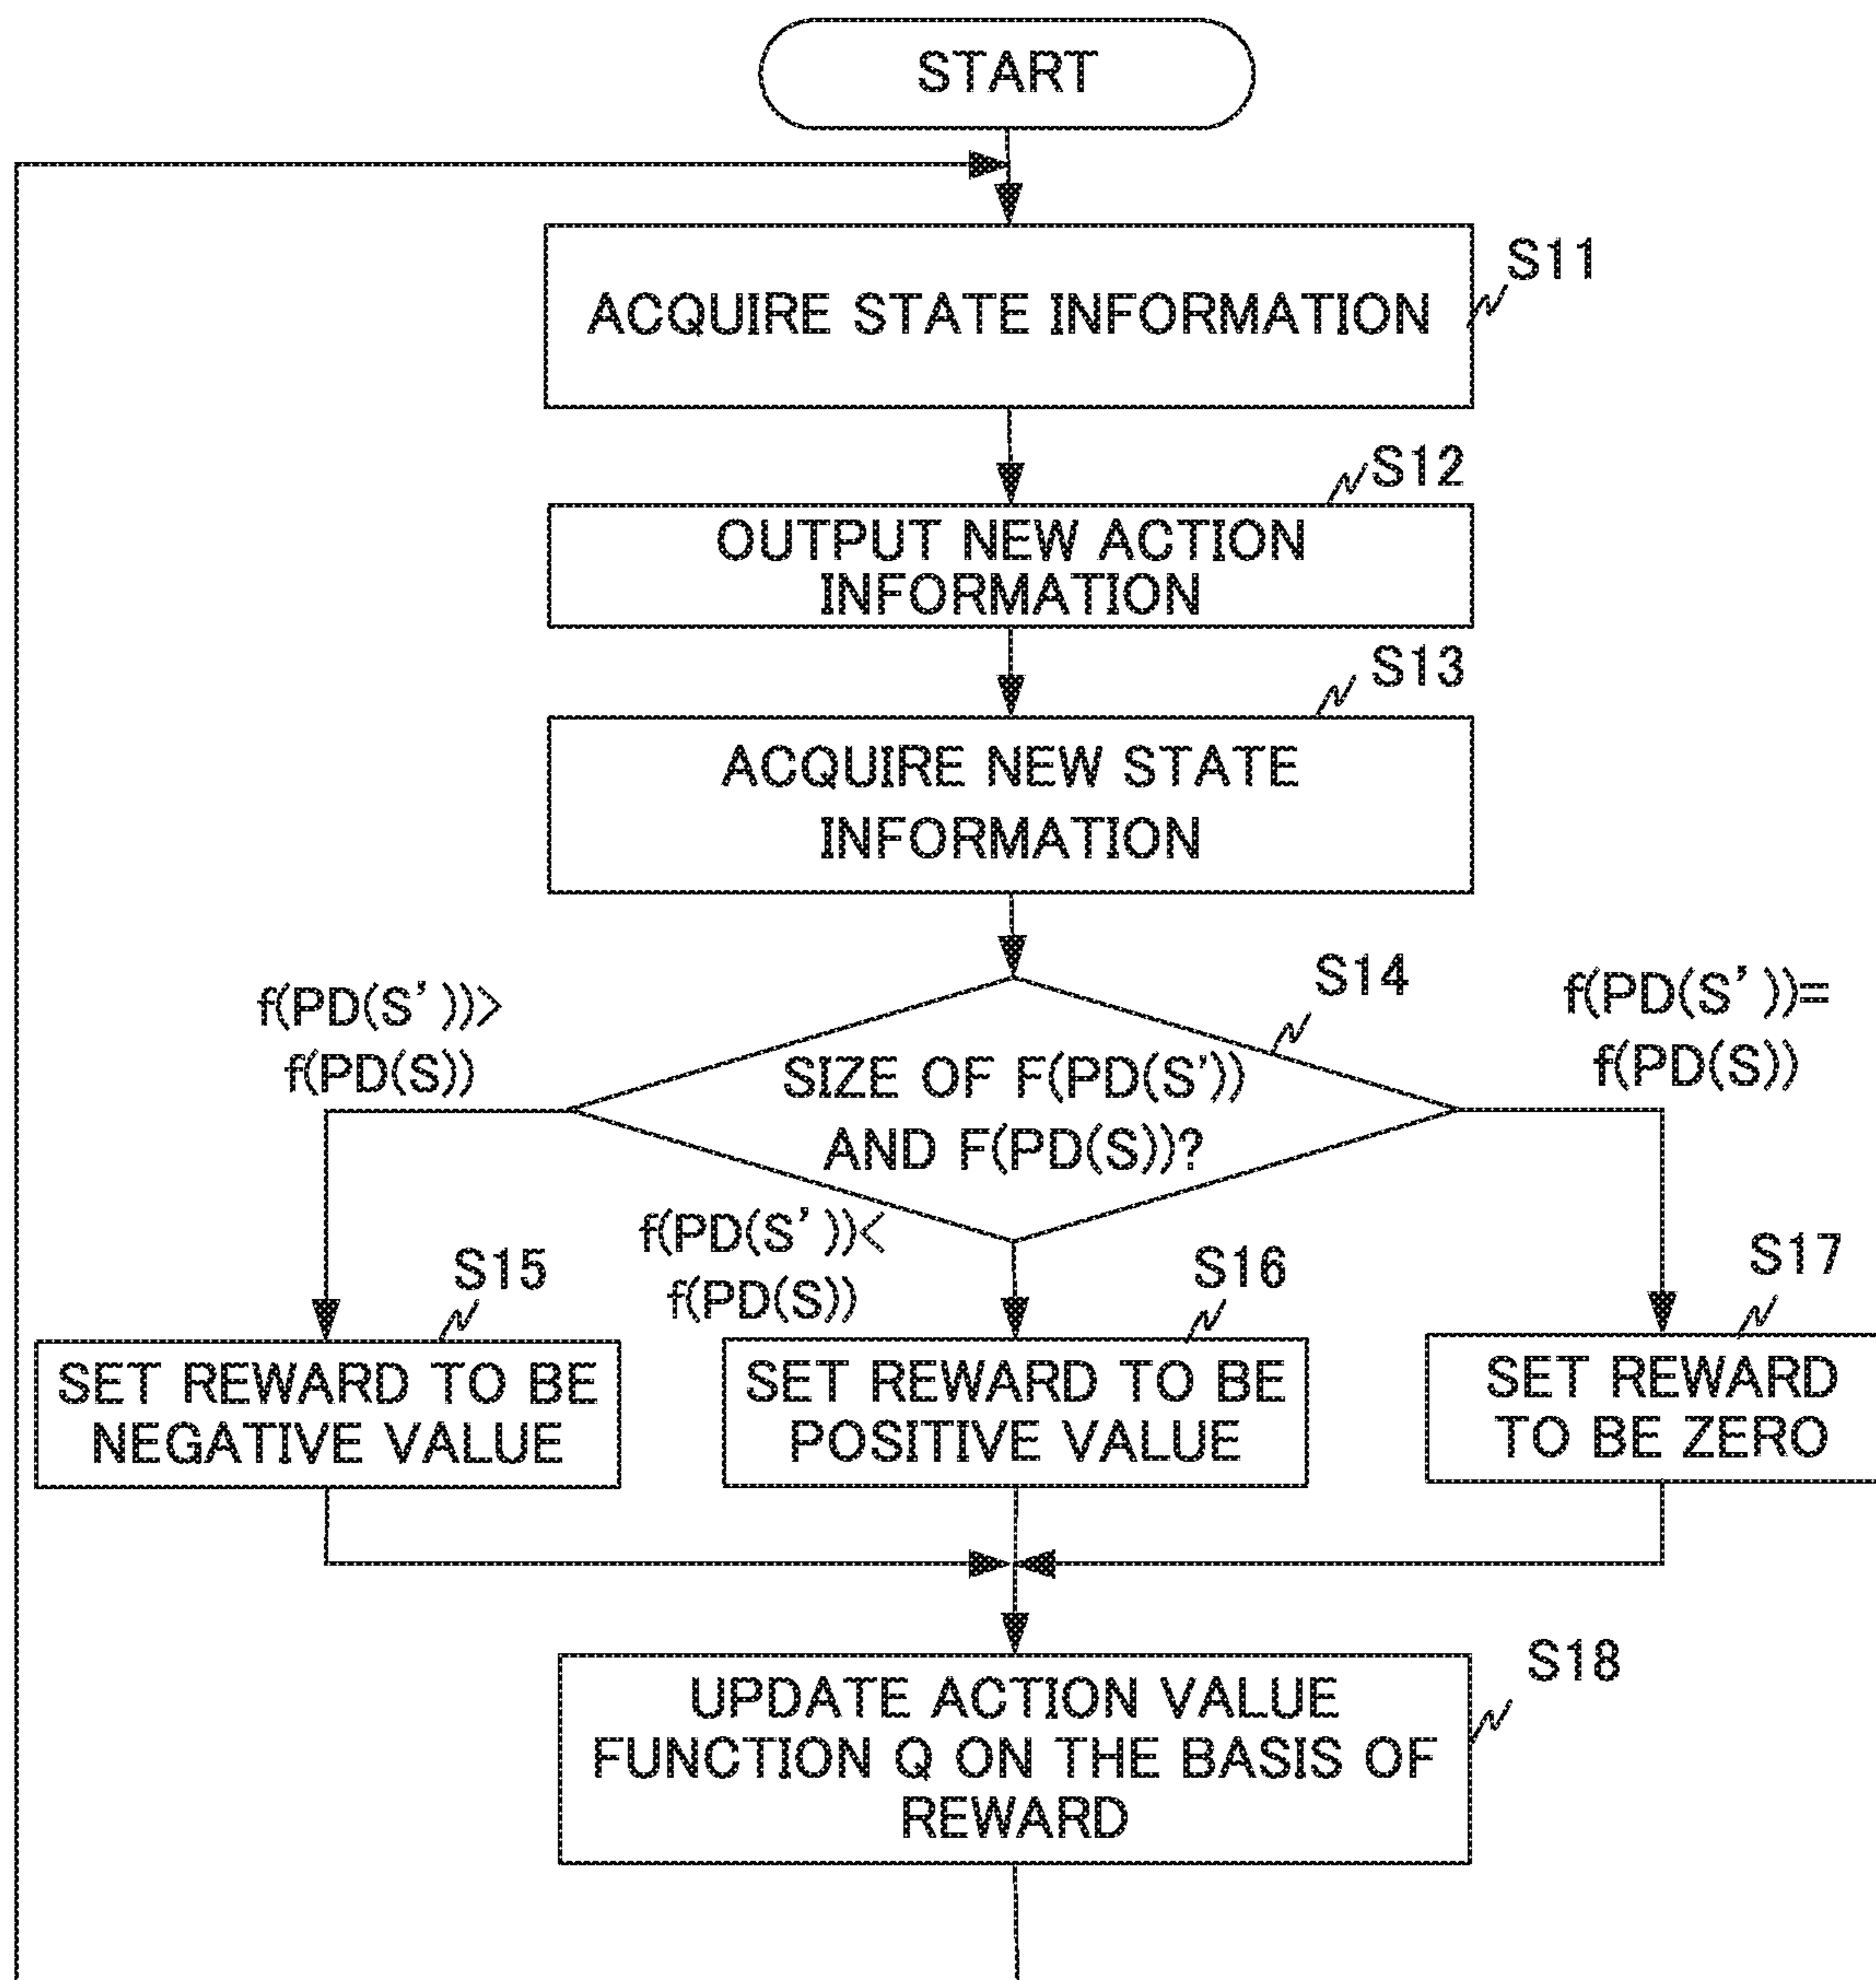 START
ACQUIRE STATE INFORMATION
S11
S12
OUTPUT NEW ACTION
INFORMATION
S13
ACQUIRE NEW STATE
INFORMATION
S14
f(PD(S'))>
f(PD(S))
SIZE OF F(PD(S'))
AND F(PD(S))?
f(PD(S'))=
f(PD(S))
f(PD(S'))<
f(PD(S))
S15
SET REWARD TO BE
NEGATIVE VALUE
S16
SET REWARD TO BE
POSITIVE VALUE
S17
SET REWARD
TO BE ZERO
S18
UPDATE ACTION VALUE
FUNCTION Q ON THE BASIS OF
REWARD